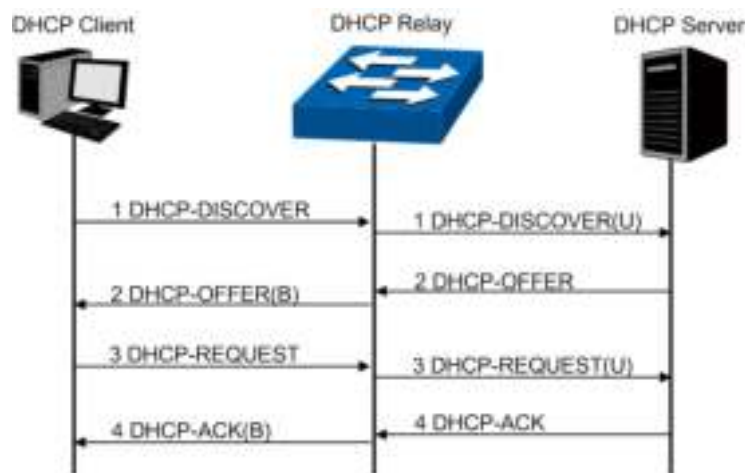 DHCP Client
DHCP Relay
DHCP Server
1 DHCP-DISCOVER
1 DHCP-DISCOVER(U)
2 DHCP-OFFER
2 DHCP-OFFER(B)
3 DHCP-REQUEST
3 DHCP-REQUEST(U)
4 DHCP-ACK
4 DHCP-ACK(B)